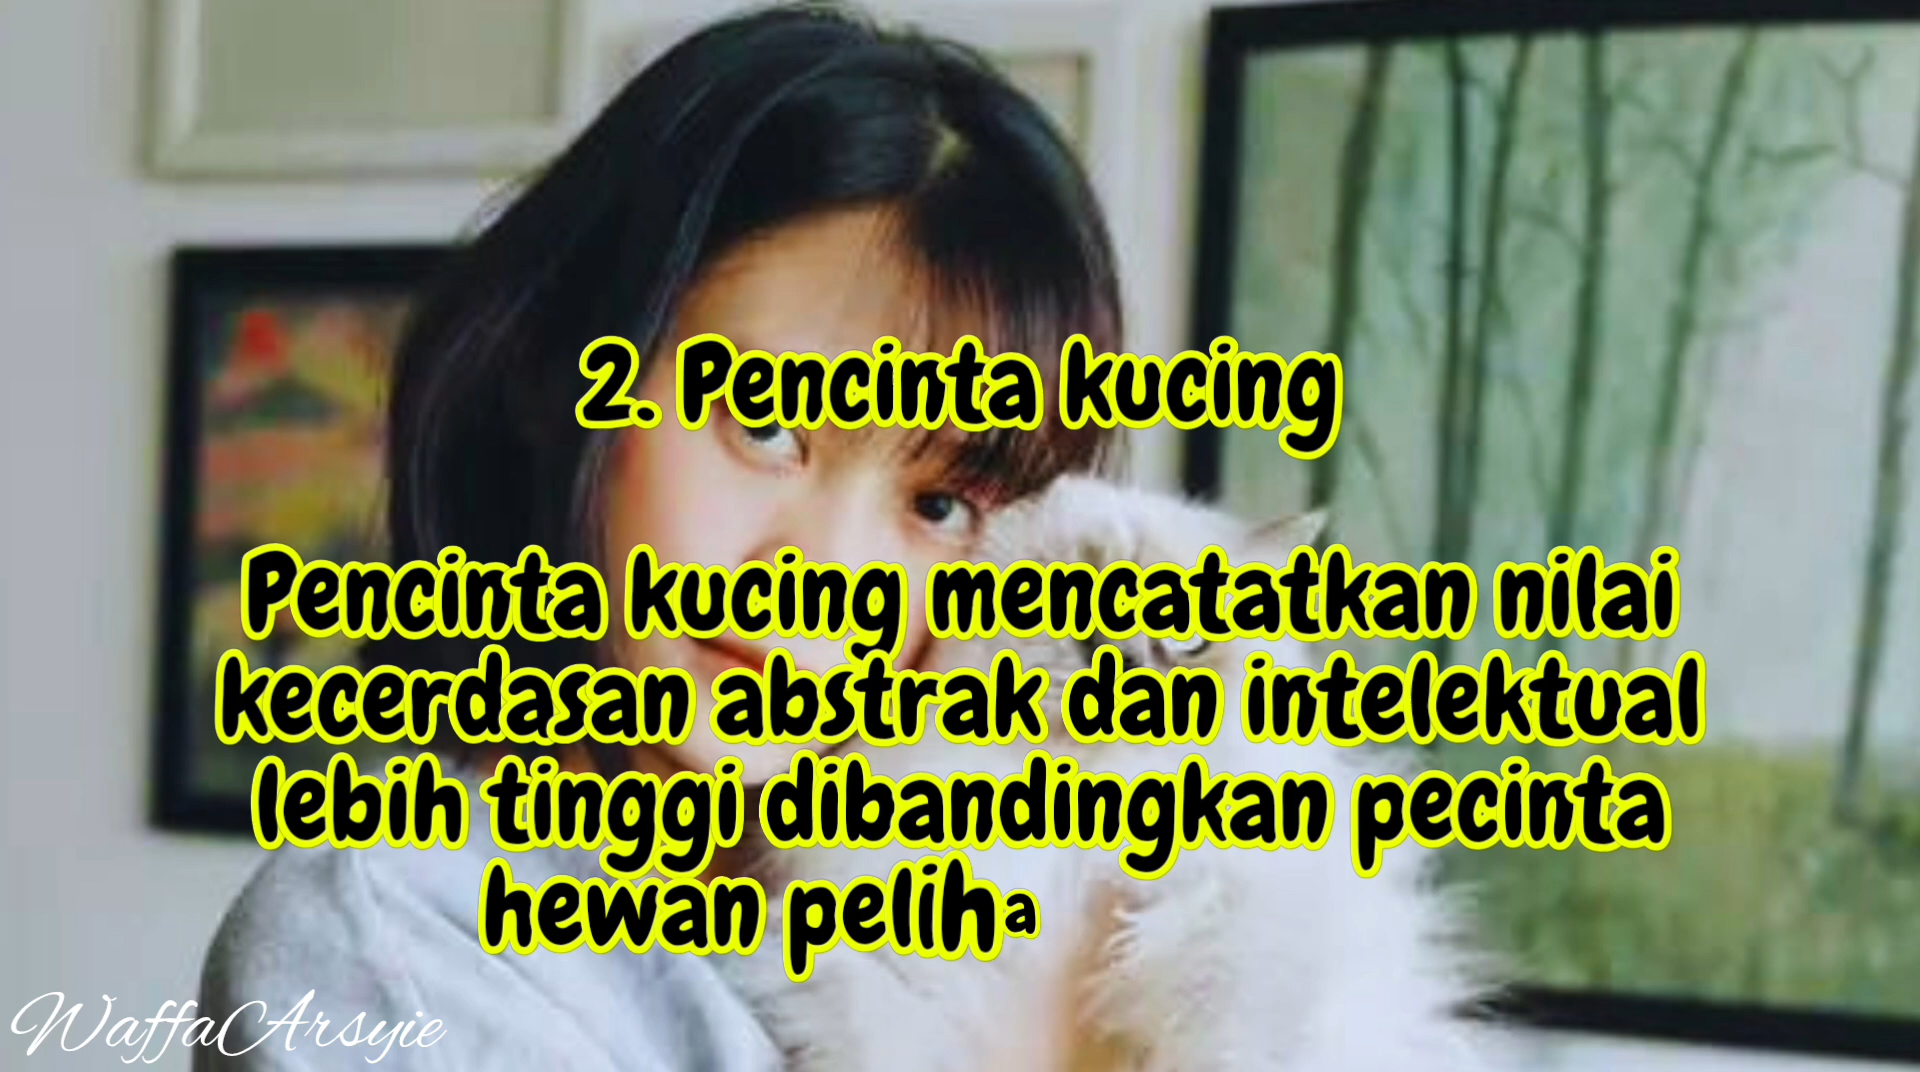 2. Pencinta kucing
Pencinta kucing mencatatkan nilai
kecerdasan abstrak dan intelektual
lebih tinggi dibandingkan pecinta
hewan peliha
WaffaArsyie